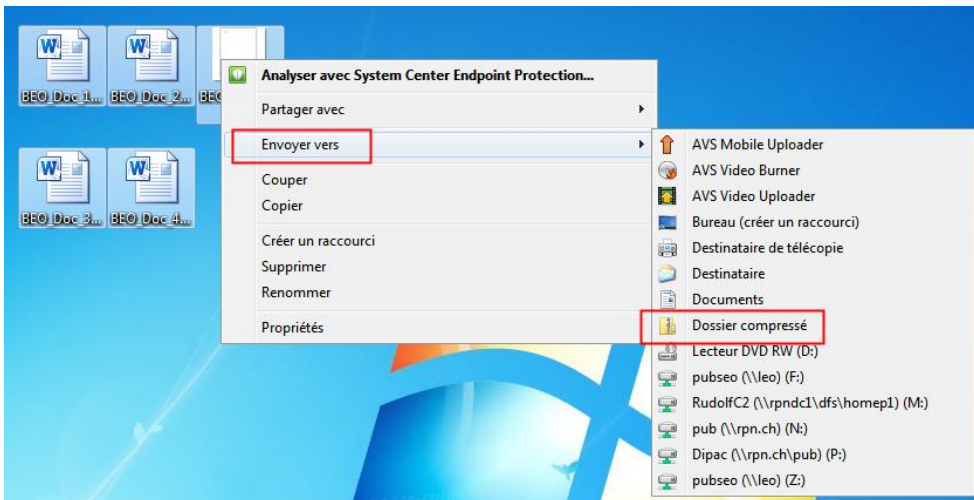 BEO_Doc_1... BEO_Doc_2... BEO
BEO_Doc_3... BEO_Doc_4...
Analyser avec System Center Endpoint Protection...
Partager avec
Envoyer vers
Couper
Copier
Créer un raccourci
Supprimer
Renommer
Propriétés
AVS Mobile Uploader
AVS Video Burner
AVS Video Uploader
Bureau (créer un raccourci)
Destinataire de télécopie
Destinataire
Documents
Dossier compressé
Lecteur DVD RW (D:)
pubseo (\\leo) (F:)
RudolfC2 (\\rpndc1\dfs\homep1) (M:)
pub (\\rpn.ch) (N:)
Dipac (\\rpn.ch\pub) (P:)
pubseo (\\leo) (Z:)